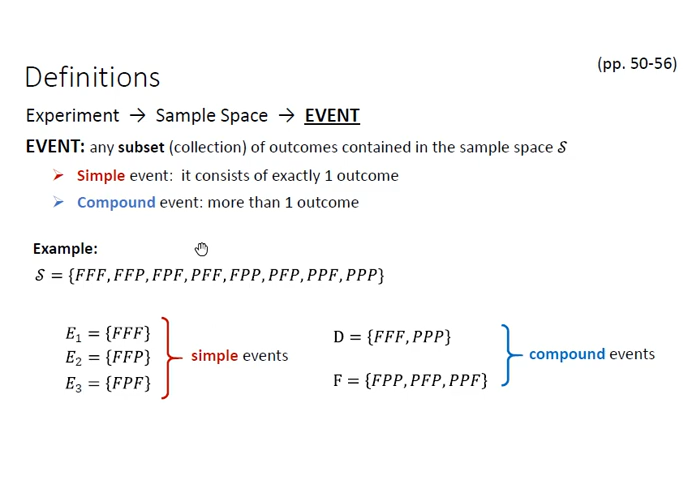 (pp. 50-56)
Definitions
Experiment → Sample Space → EVENT
EVENT: any subset (collection) of outcomes contained in the sample space 𝒮
➢ Simple event: it consists of exactly 1 outcome
➢ Compound event: more than 1 outcome
Example:
𝒮 = {FFF, FFP, FPF, PFF, FPP, PFP, PPF, PPP}
E₁ = {FFF}
E₂ = {FFP}
E₃ = {FPF}
simple events
D = {FFF, PPP}
F = {FPP, PFP, PPF}
compound events